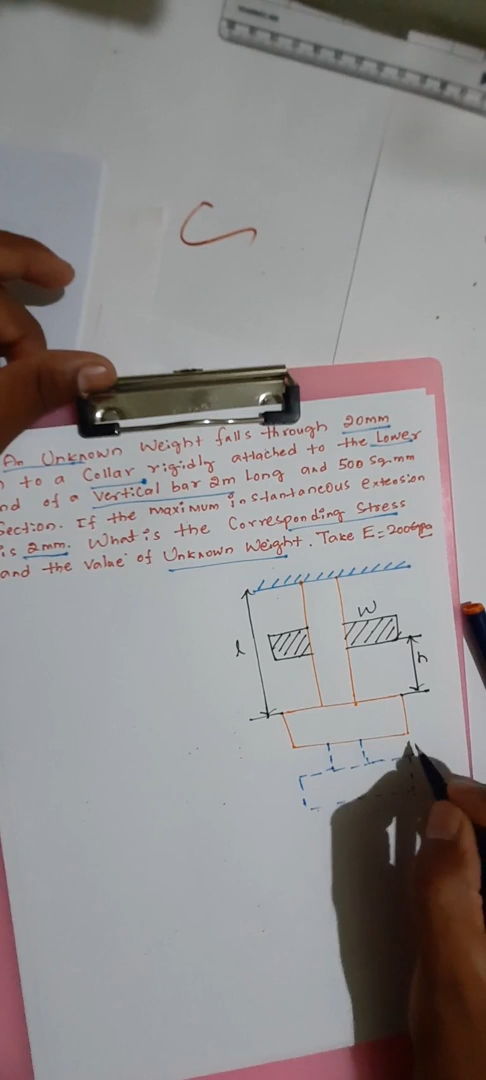 An Unknown Weight falls through 20mm
to a Collar rigidly attached to the Lower
nd of a Vertical bar 2m Long and 500 Sq.mm
Section. If the maximum instantaneous extension
is 2mm. What is the Corresponding Stress
and the value of Unknown Weight. Take E=200Gpa
W
l
h